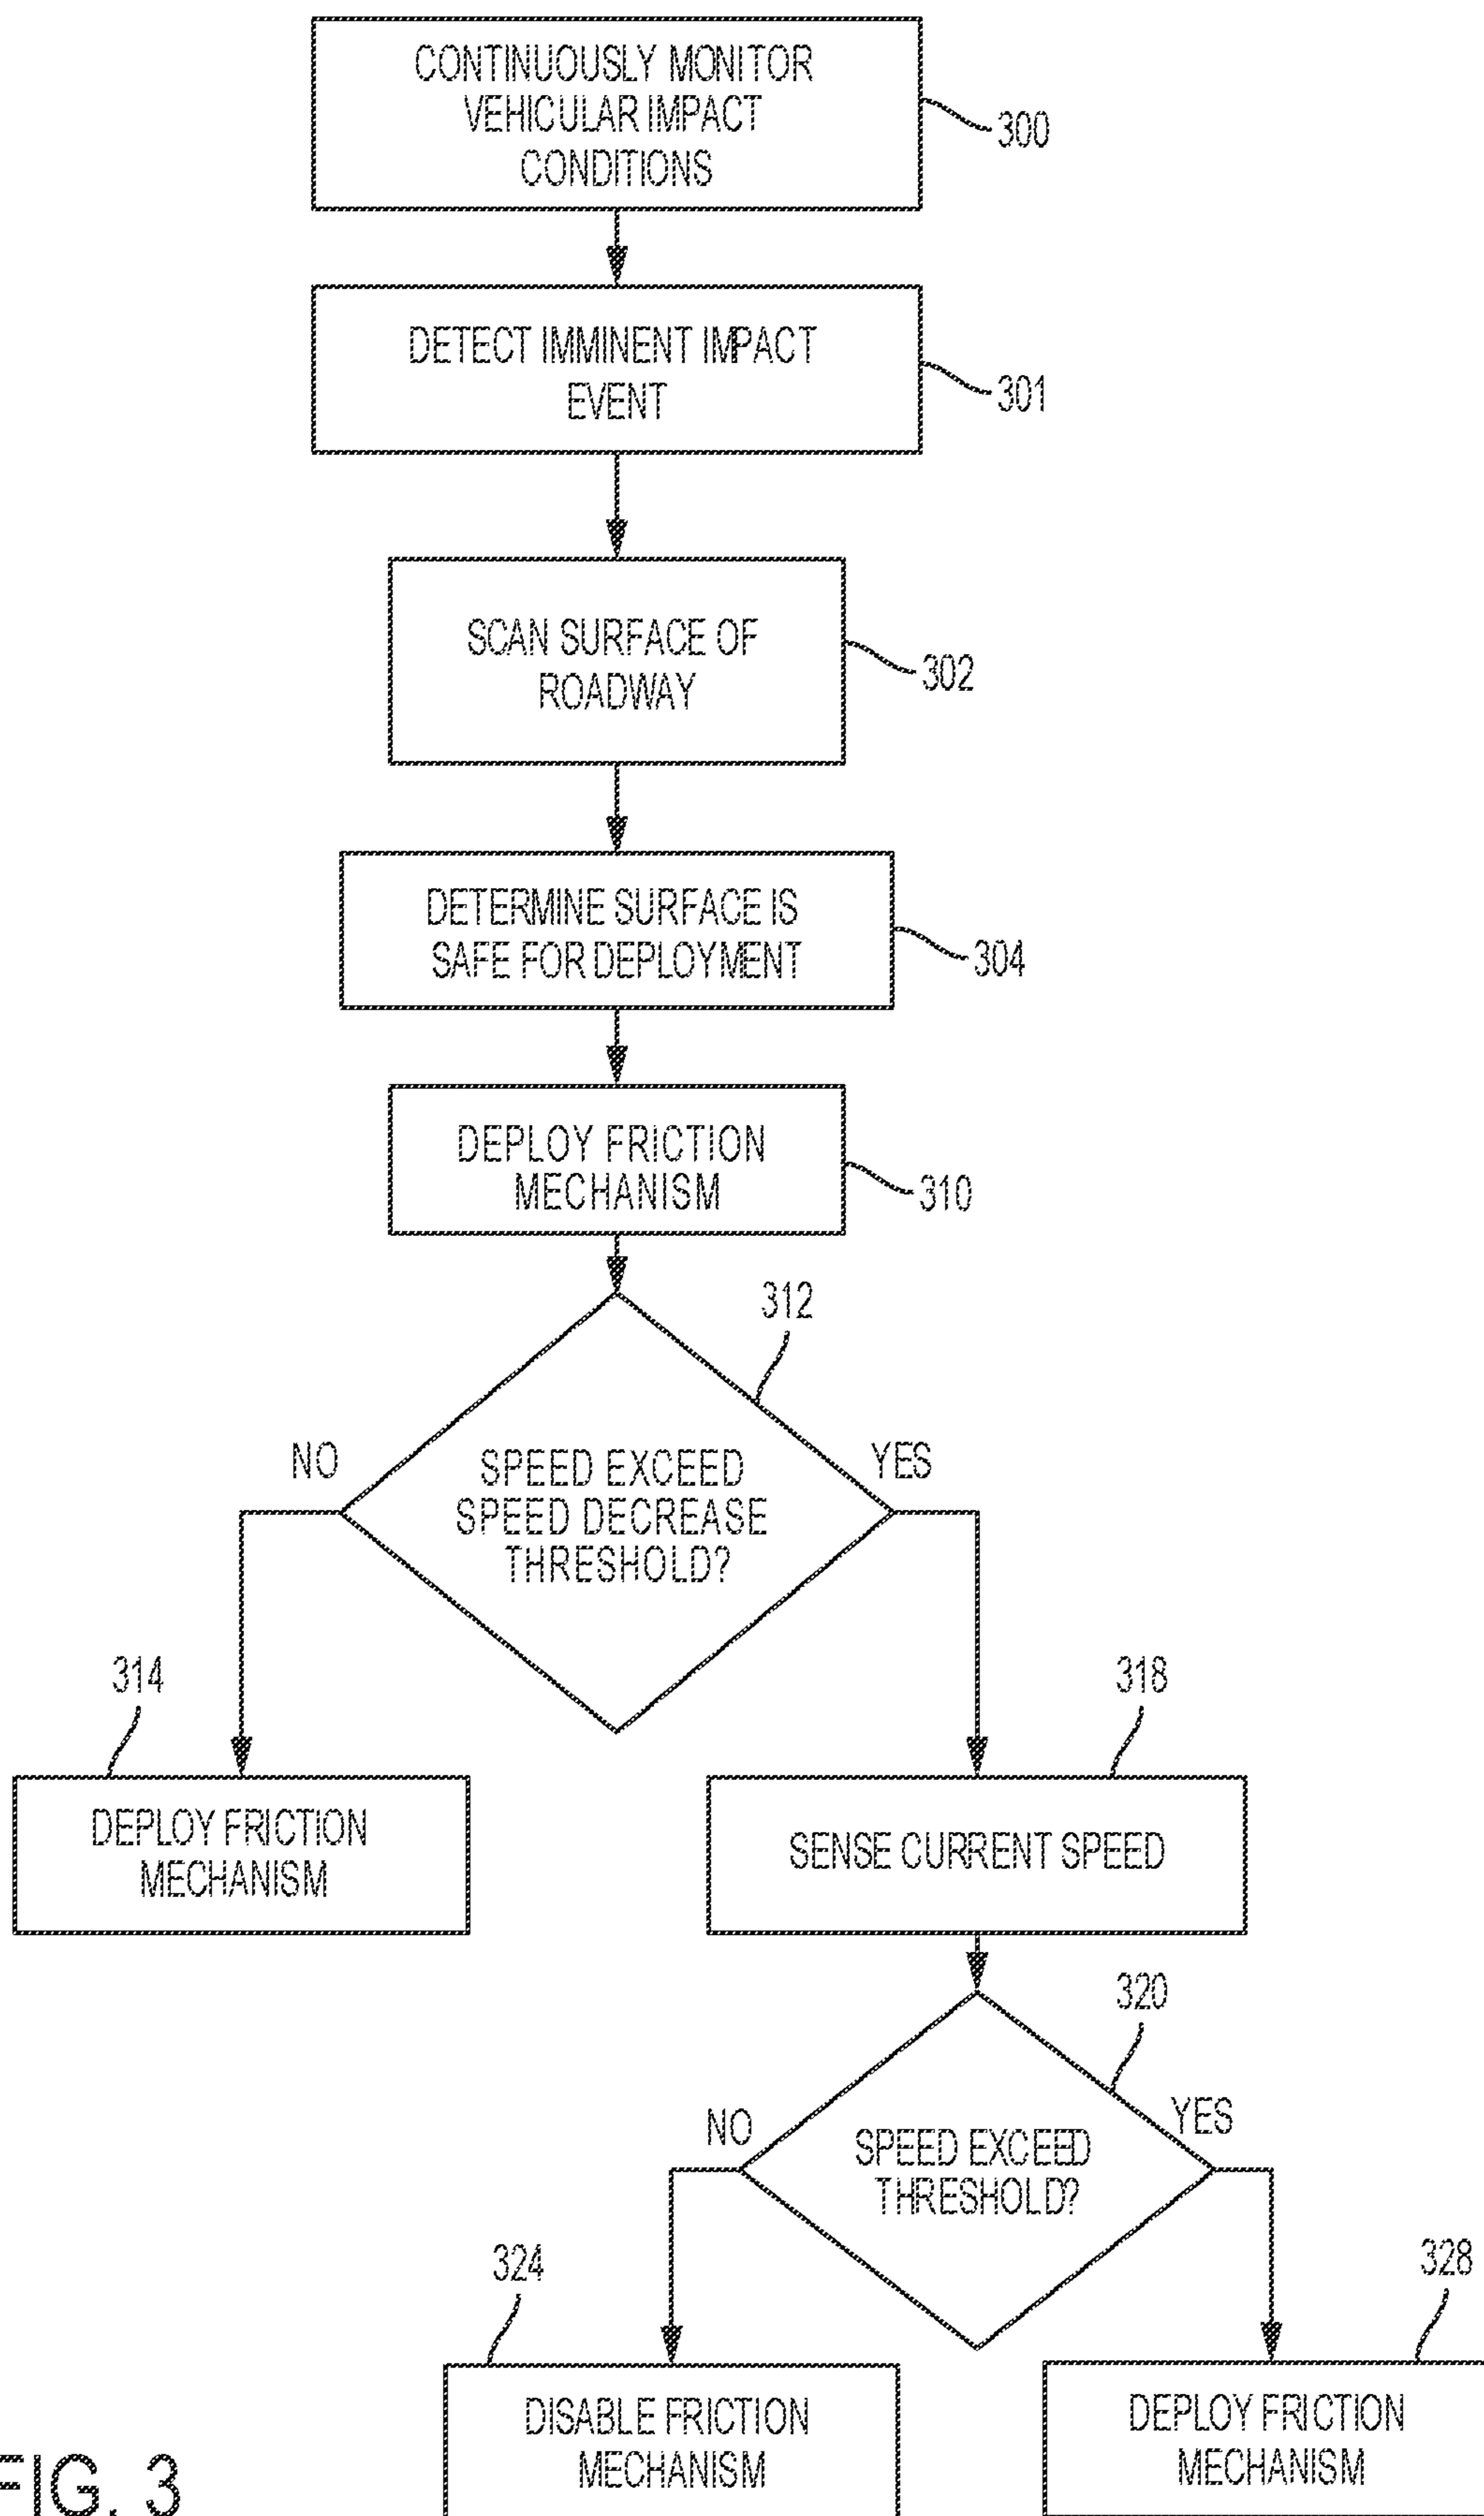 CONTINUOUSLY MONITOR
VEHICULAR IMPACT
CONDITIONS
300
DETECT IMMINENT IMPACT
EVENT
301
SCAN SURFACE OF
ROADWAY
302
DETERMINE SURFACE IS
SAFE FOR DEPLOYMENT
304
DEPLOY FRICTION
MECHANISM
310
312
NO
YES
SPEED EXCEED
SPEED DECREASE
THRESHOLD?
314
DEPLOY FRICTION
MECHANISM
318
SENSE CURRENT SPEED
320
NO
YES
SPEED EXCEED
THRESHOLD?
324
DISABLE FRICTION
MECHANISM
328
DEPLOY FRICTION
MECHANISM
FIG. 3